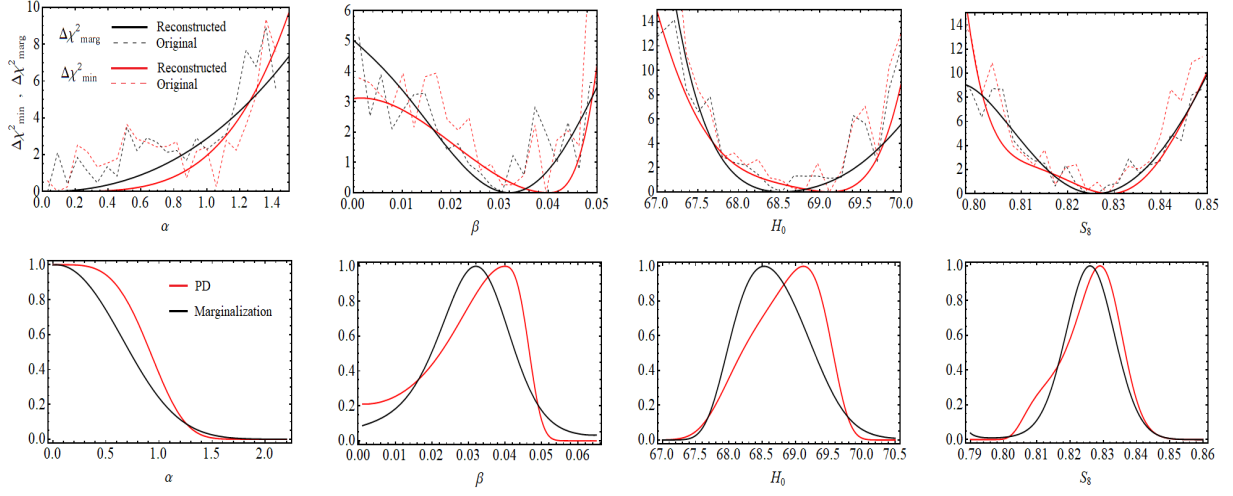 Δχ²min , Δχ²marg
Δχ²marg
Reconstructed
Original
Δχ²min
Reconstructed
Original
10
8
6
4
2
0
0.0 0.2 0.4 0.6 0.8 1.0 1.2 1.4
α
6
5
4
3
2
1
0
0.00 0.01 0.02 0.03 0.04 0.05
β
14
12
10
8
6
4
2
0
67.0 67.5 68.0 68.5 69.0 69.5 70.0
H0
14
12
10
8
6
4
2
0
0.80 0.81 0.82 0.83 0.84 0.85
S8
PD
Marginalization
1.0
0.8
0.6
0.4
0.2
0.0
0.0 0.5 1.0 1.5 2.0
α
1.0
0.8
0.6
0.4
0.2
0.0
0.00 0.01 0.02 0.03 0.04 0.05 0.06
β
1.0
0.8
0.6
0.4
0.2
0.0
67.0 67.5 68.0 68.5 69.0 69.5 70.0 70.5
H0
1.0
0.8
0.6
0.4
0.2
0.0
0.79 0.80 0.81 0.82 0.83 0.84 0.85 0.86
S8